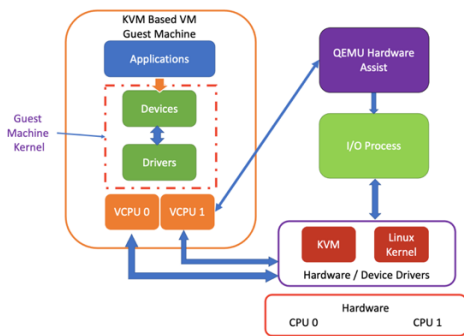 KVM Based VM
Guest Machine
Applications
Devices
Drivers
Guest
Machine
Kernel
VCPU 0
VCPU 1
QEMU Hardware
Assist
I/O Process
KVM
Linux
Kernel
Hardware / Device Drivers
Hardware
CPU 0
CPU 1